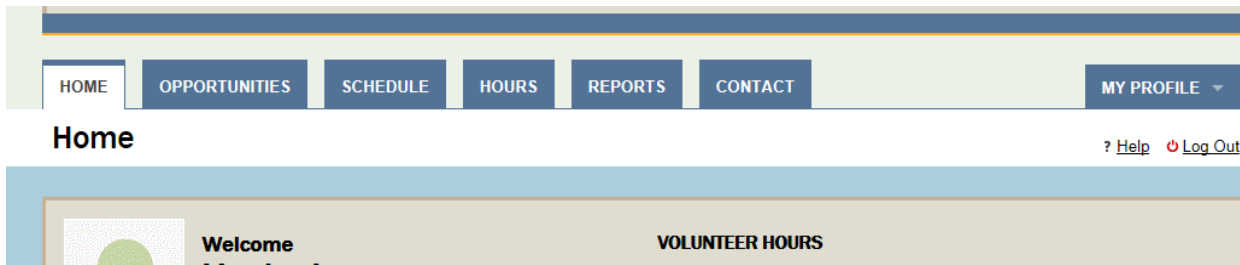 HOME OPPORTUNITIES SCHEDULE HOURS REPORTS CONTACT MY PROFILE
Home
? Help Log Out
Welcome VOLUNTEER HOURS